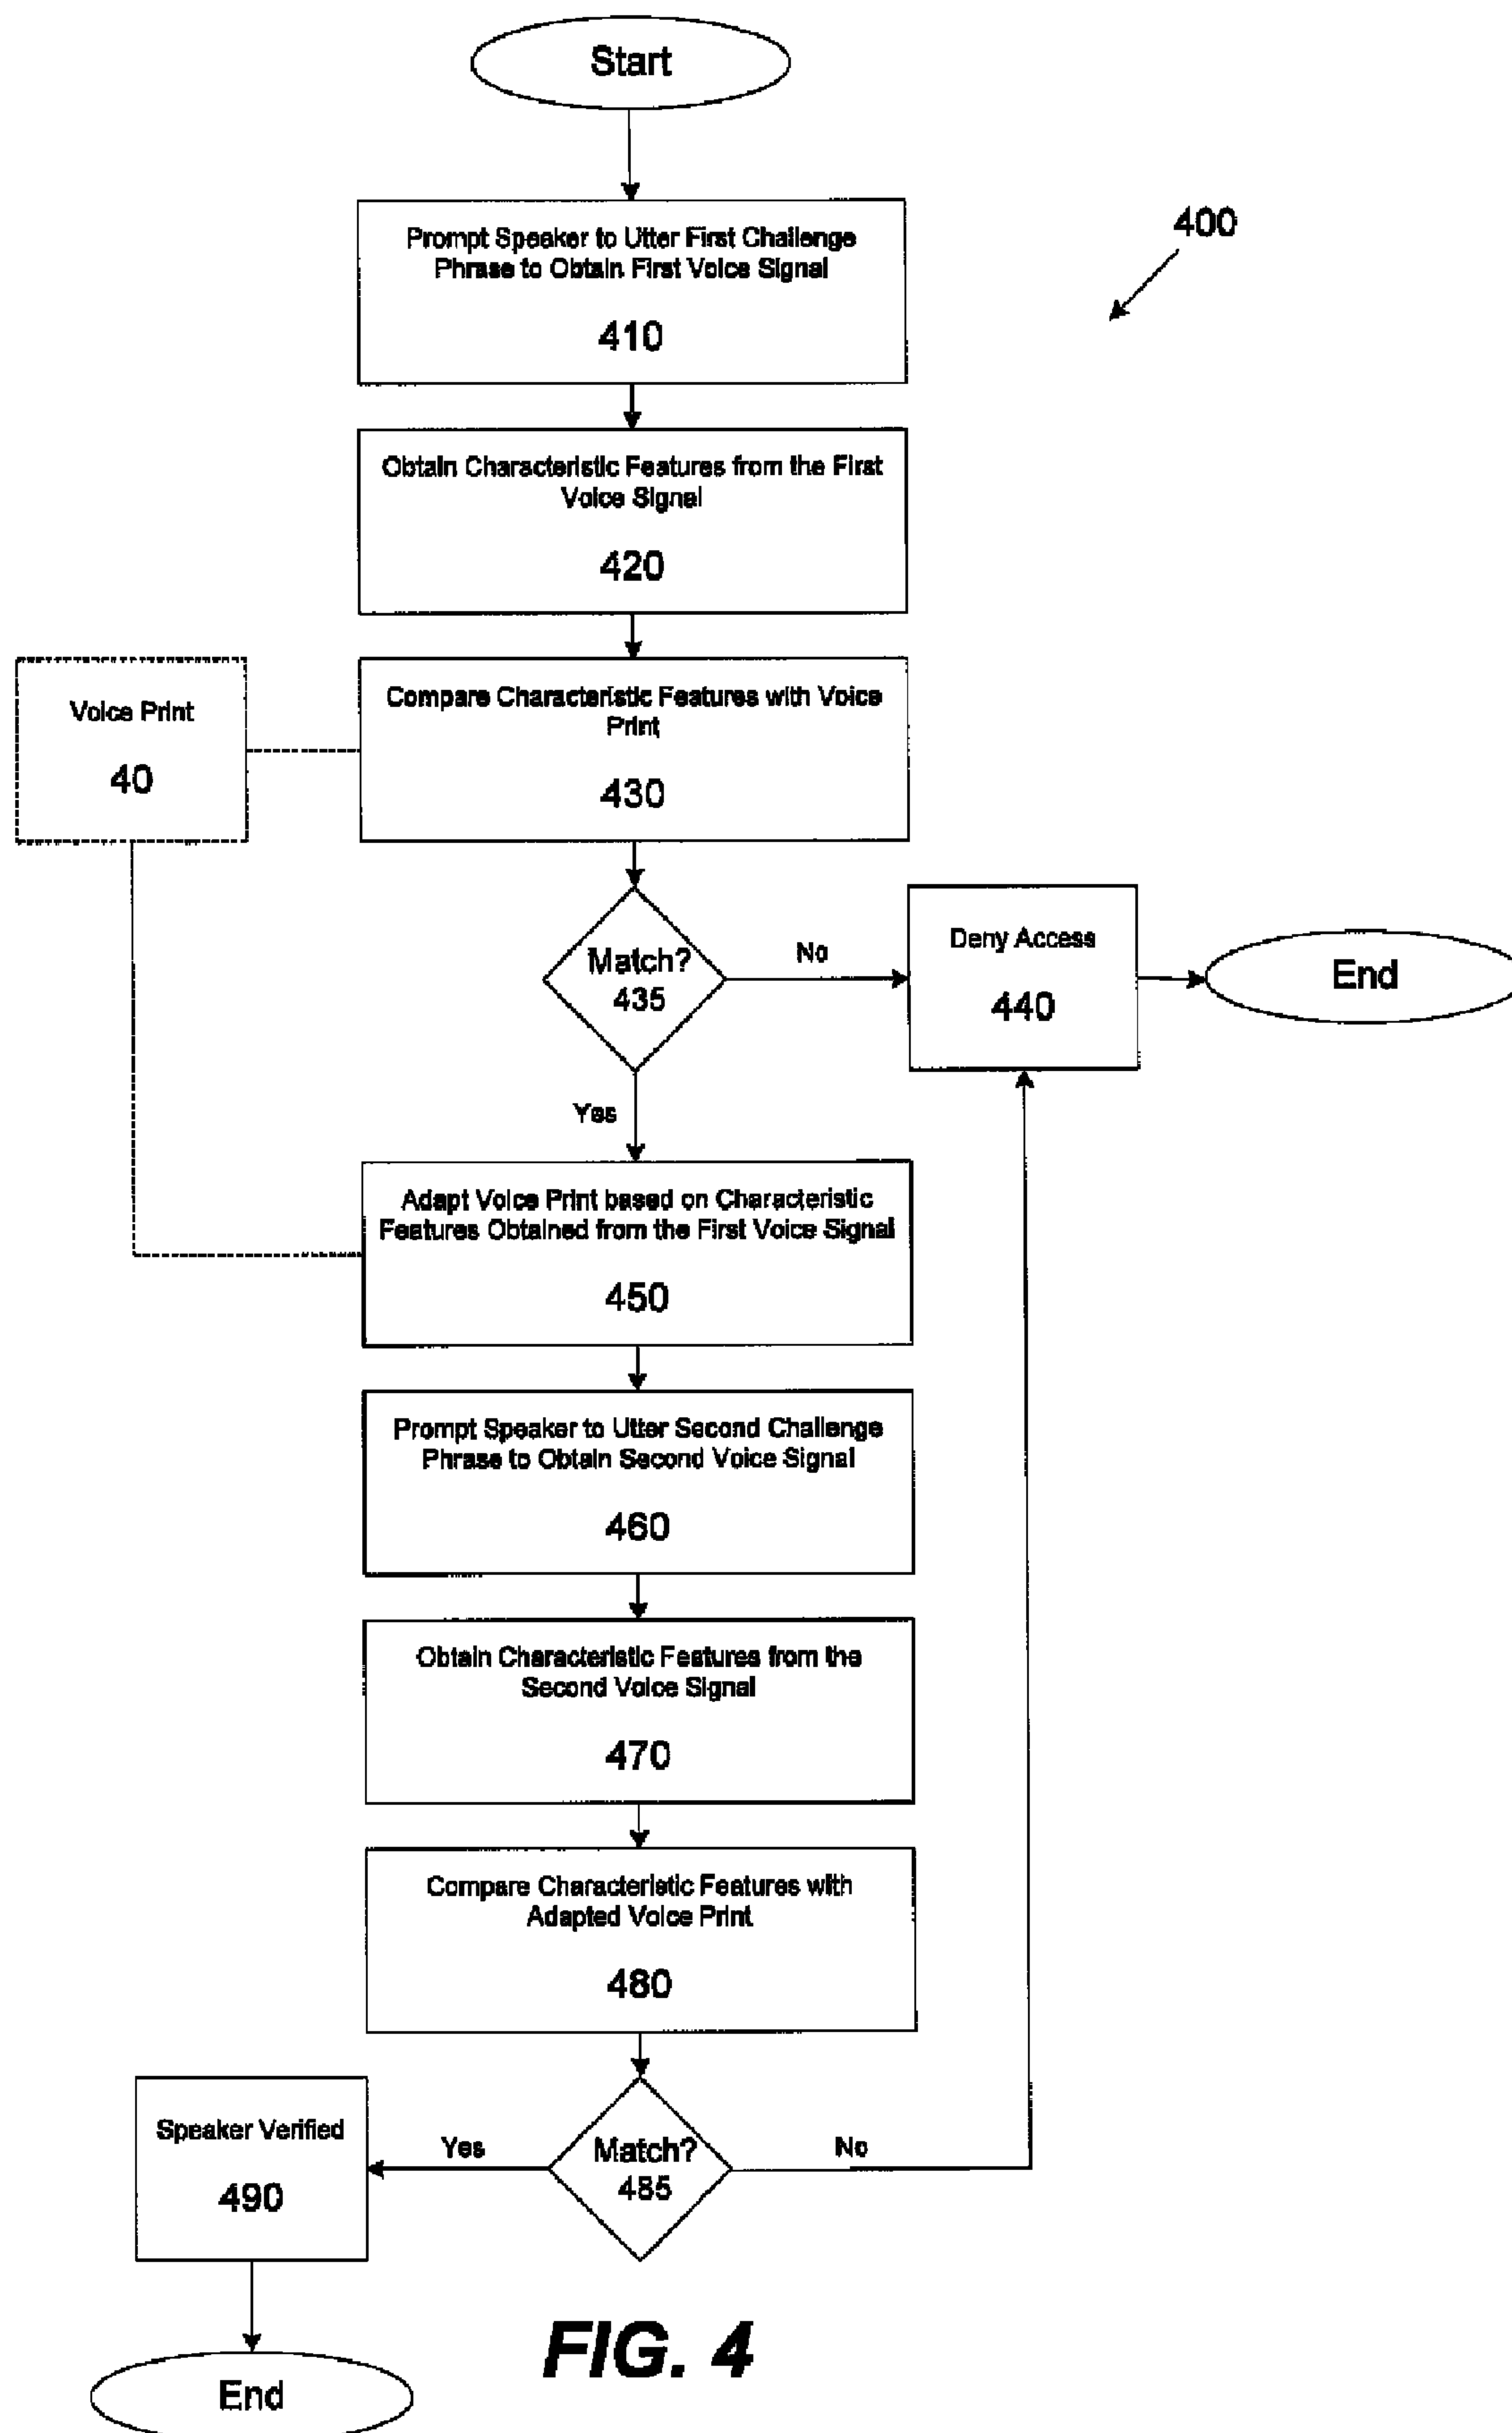 Start
400
Prompt Speaker to Utter First Challenge
Phrase to Obtain First Voice Signal
410
Obtain Characteristic Features from the First
Voice Signal
420
Voice Print
40
Compare Characteristic Features with Voice
Print
430
Match?
435
No
Deny Access
440
End
Yes
Adapt Voice Print based on Characteristic
Features Obtained from the First Voice Signal
450
Prompt Speaker to Utter Second Challenge
Phrase to Obtain Second Voice Signal
460
Obtain Characteristic Features from the
Second Voice Signal
470
Compare Characteristic Features with
Adapted Voice Print
480
Speaker Verified
490
Yes
Match?
485
No
End
FIG. 4